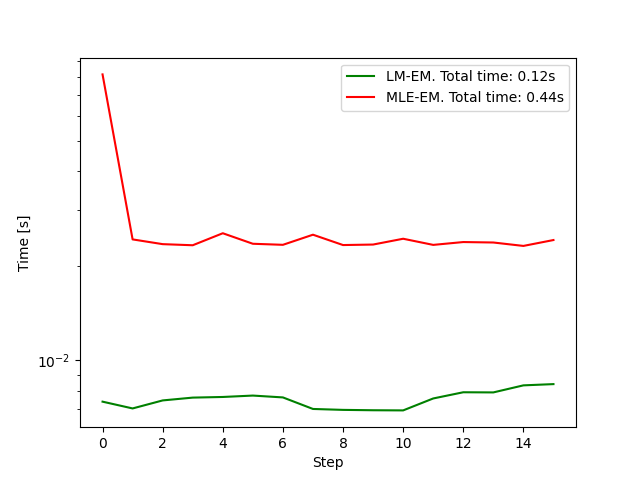 LM-EM. Total time: 0.12s
MLE-EM. Total time: 0.44s
Time [s]
10⁻²
0 2 4 6 8 10 12 14
Step